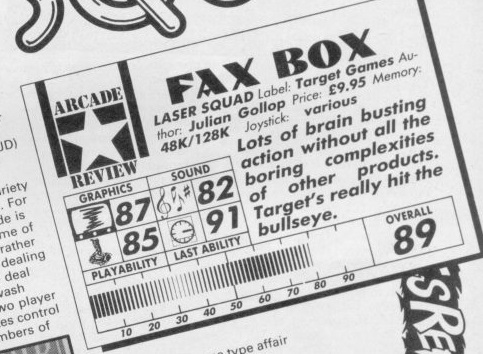 JD)
riety
. For
de is
me of
rather
dealing
deal
wash
wo player
es control
mbers of
ARCADE
REVIEW
FAX BOX
LASER SQUAD Label: Target Games Au-
thor: Julian Gollop Price: £9.95 Memory:
48K/128K Joystick: various
Lots of brain busting
action without all the
boring complexities
of other products.
Target's really hit the
bullseye.
GRAPHICS
87
SOUND
82
85
PLAYABILITY
91
LAST ABILITY
OVERALL
89
10 20 30 40 50 60 70 80 90
type affair